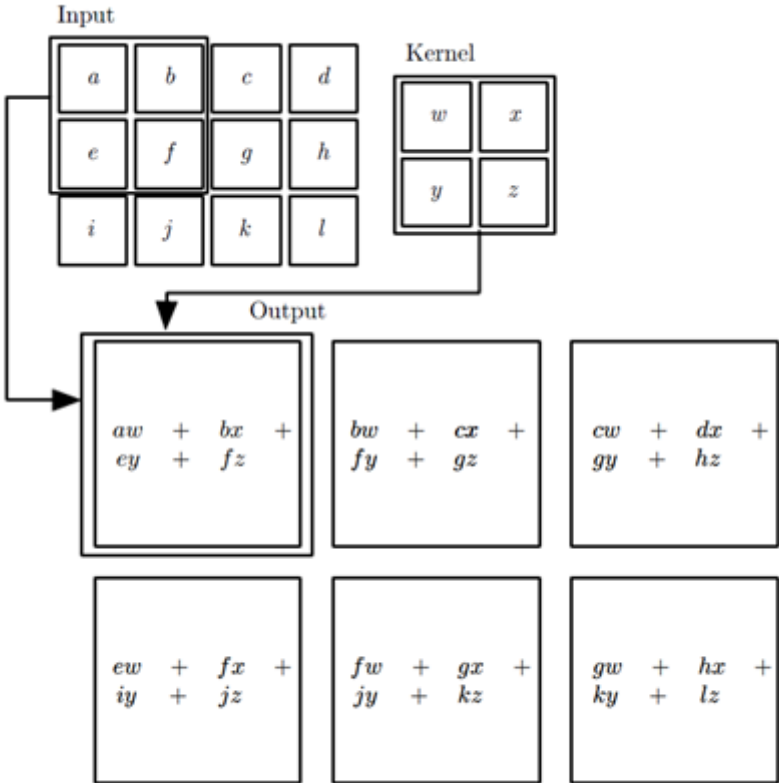 Input
a b c d
e f g h
i j k l
Kernel
w x
y z
Output
aw + bx +
ey + fz
bw + cx +
fy + gz
cw + dx +
gy + hz
ew + fx +
iy + jz
fw + gx +
jy + kz
gw + hx +
ky + lz